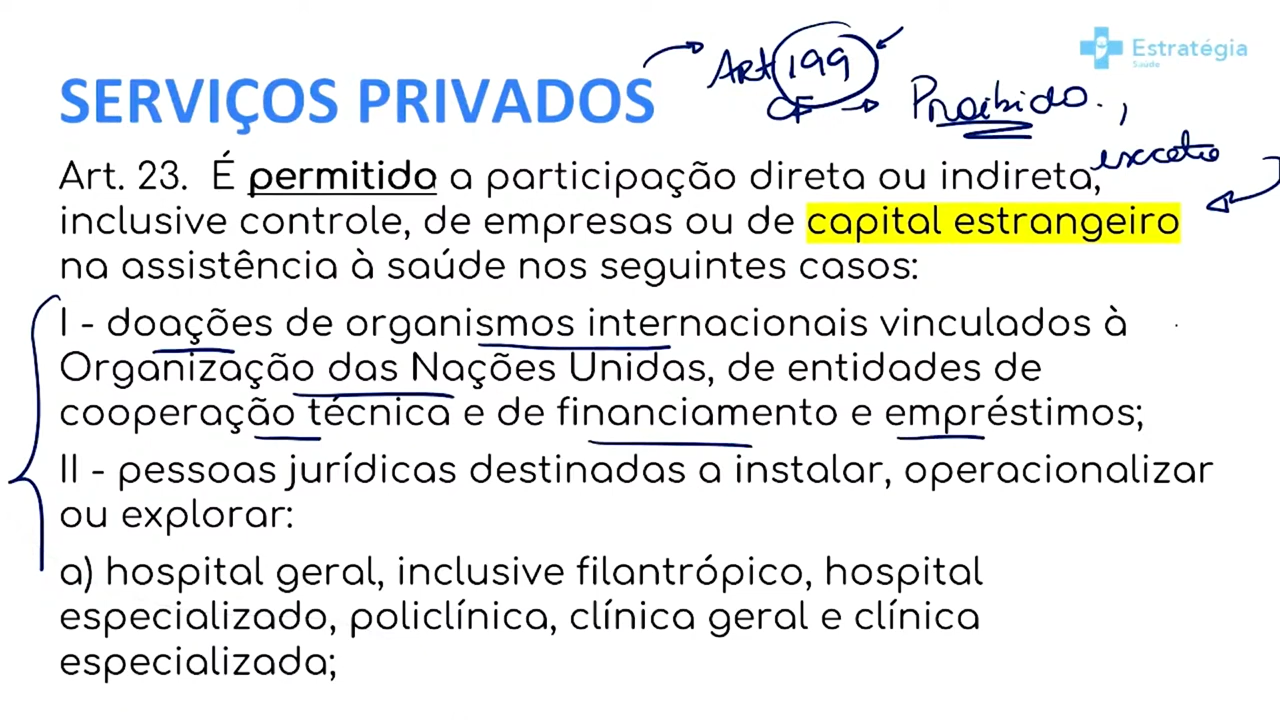 Art 199
CF
Proibido.,
exceto
Estratégia
Saúde
SERVIÇOS PRIVADOS
Art. 23. É permitida a participação direta ou indireta,
inclusive controle, de empresas ou de capital estrangeiro
na assistência à saúde nos seguintes casos:
I - doações de organismos internacionais vinculados à
Organização das Nações Unidas, de entidades de
cooperação técnica e de financiamento e empréstimos;
II - pessoas jurídicas destinadas a instalar, operacionalizar
ou explorar:
a) hospital geral, inclusive filantrópico, hospital
especializado, policlínica, clínica geral e clínica
especializada;